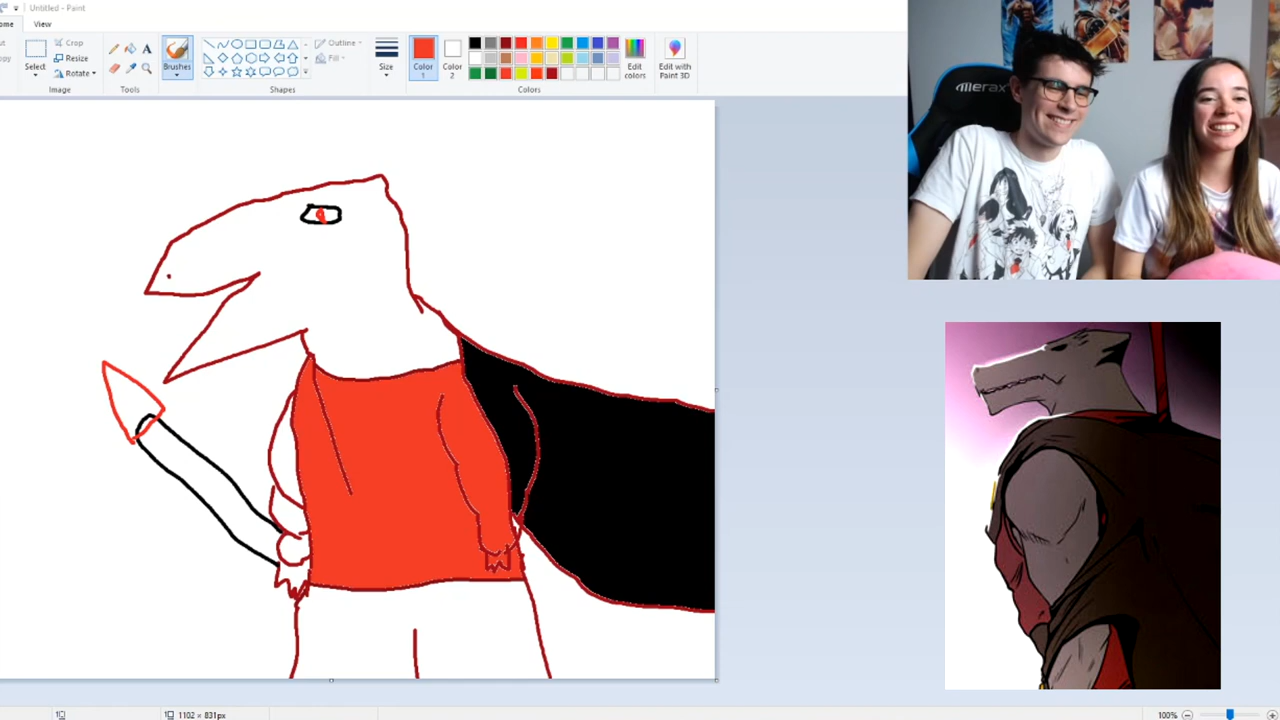 Untitled - Paint
View
Crop
Resize
Rotate
Select
Brushes
Outline
Fill
Size
Color
1
Color
2
Edit
colors
Edit with
Paint 3D
Image
Tools
Shapes
Colors
merax
1102 × 831px
100%